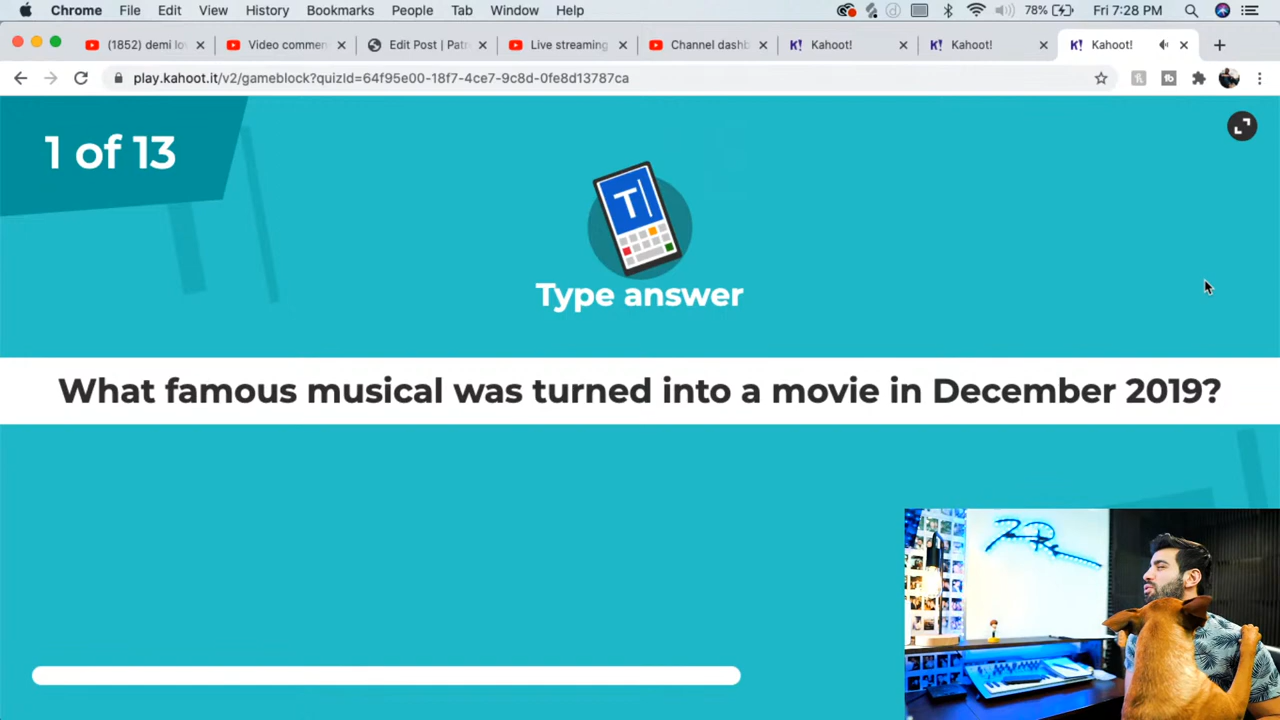 Chrome File Edit View History Bookmarks People Tab Window Help 78% Fri 7:28 PM
(1852) demi lov Video commen Edit Post | Patr Live streaming Channel dashb K! Kahoot! K! Kahoot! K! Kahoot!
play.kahoot.it/v2/gameblock?quizId=64f95e00-18f7-4ce7-9c8d-0fe8d13787ca
1 of 13
T
Type answer
What famous musical was turned into a movie in December 2019?